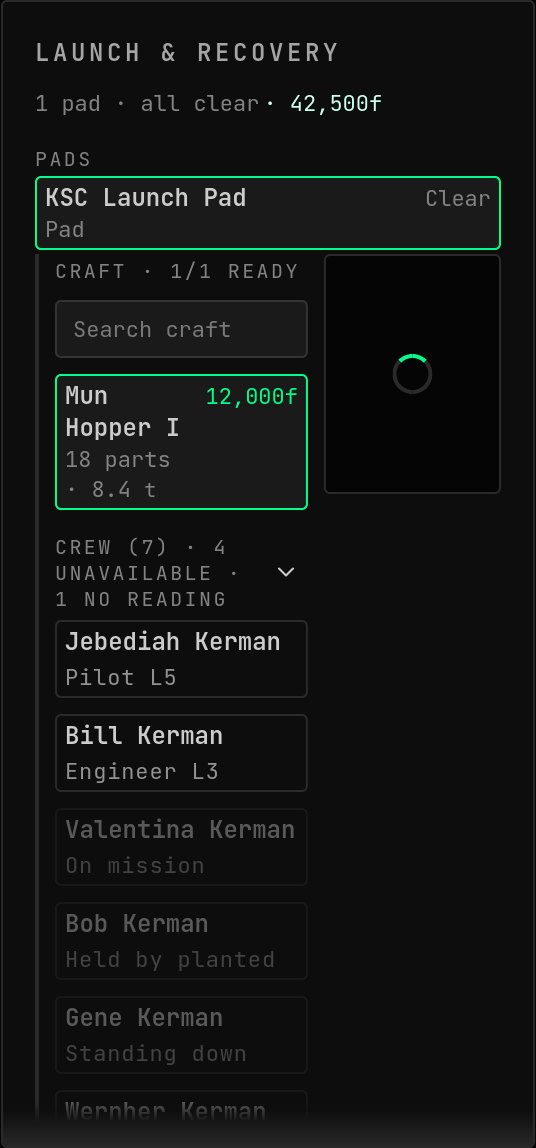 LAUNCH & RECOVERY
1 pad · all clear · 42,500f
PADS
KSC Launch Pad
Clear
Pad
CRAFT · 1/1 READY
Search craft
Mun
Hopper I
12,000f
18 parts
· 8.4 t
CREW (7) · 4
UNAVAILABLE ·
1 NO READING
Jebediah Kerman
Pilot L5
Bill Kerman
Engineer L3
Valentina Kerman
On mission
Bob Kerman
Held by planted
Gene Kerman
Standing down
Wernher Kerman